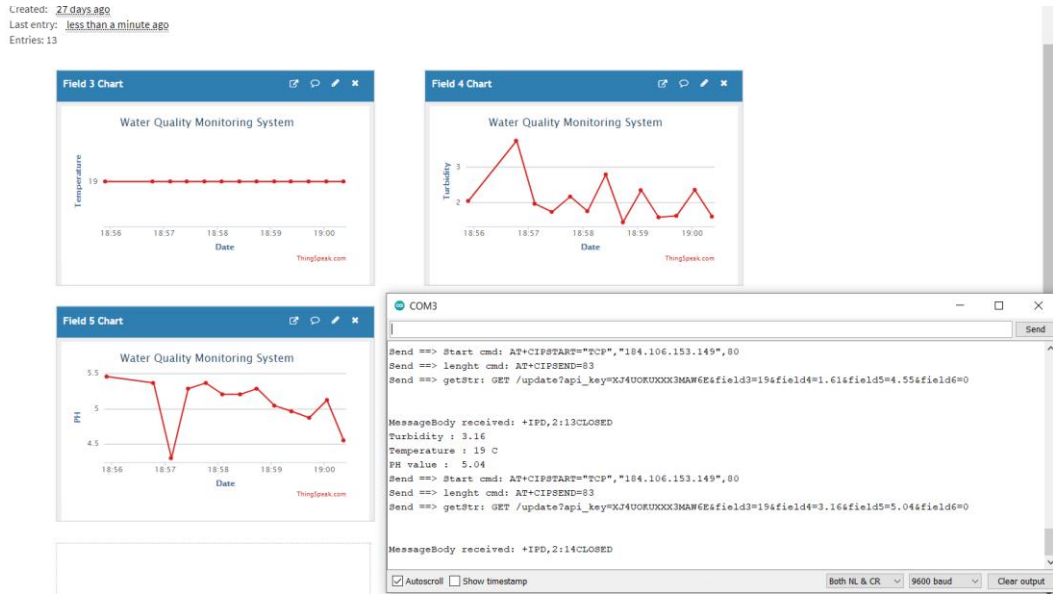 Created: 27 days ago
Last entry: less than a minute ago
Entries: 13
Field 3 Chart
Water Quality Monitoring System
Temperature
19
18:56 18:57 18:58 18:59 19:00
Date
ThingSpeak.com
Field 4 Chart
Water Quality Monitoring System
Turbidity
3
2
18:56 18:57 18:58 18:59 19:00
Date
ThingSpeak.com
Field 5 Chart
Water Quality Monitoring System
PH
5.5
5
4.5
18:56 18:57 18:58 18:59 19:00
Date
ThingSpeak.com
COM3
Send
Send ==> Start cmd: AT+CIPSTART="TCP","184.106.153.149",80
Send ==> lenght cmd: AT+CIPSEND=83
Send ==> getStr: GET /update?api_key=XJ4UOKUXXX3MAW6E&field3=19&field4=1.61&field5=4.55&field6=0
MessageBody received: +IPD,2:13CLOSED
Turbidity : 3.16
Temperature : 19 C
PH value : 5.04
Send ==> Start cmd: AT+CIPSTART="TCP","184.106.153.149",80
Send ==> lenght cmd: AT+CIPSEND=83
Send ==> getStr: GET /update?api_key=XJ4UOKUXXX3MAW6E&field3=19&field4=3.16&field5=5.04&field6=0
MessageBody received: +IPD,2:14CLOSED
Autoscroll Show timestamp Both NL & CR 9600 baud Clear output